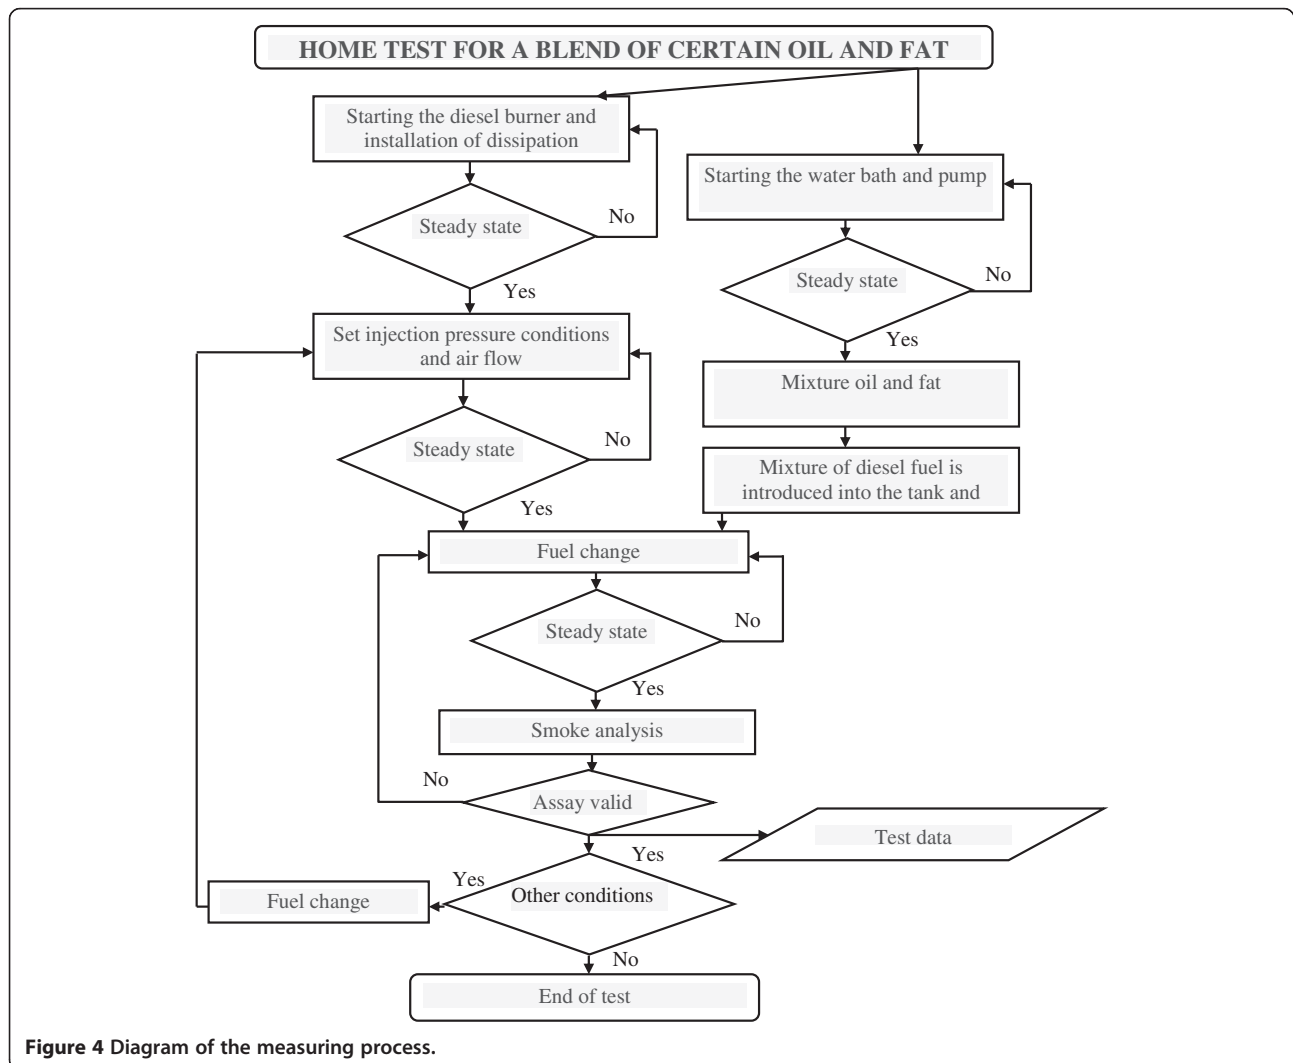 HOME TEST FOR A BLEND OF CERTAIN OIL AND FAT
Starting the diesel burner and
installation of dissipation
Starting the water bath and pump
Steady state
No
Yes
Steady state
No
Yes
Set injection pressure conditions
and air flow
Mixture oil and fat
Steady state
No
Yes
Mixture of diesel fuel is
introduced into the tank and
Fuel change
Steady state
No
Yes
Smoke analysis
No
Assay valid
Test data
Yes
Yes
Other conditions
Fuel change
No
End of test
Figure 4 Diagram of the measuring process.